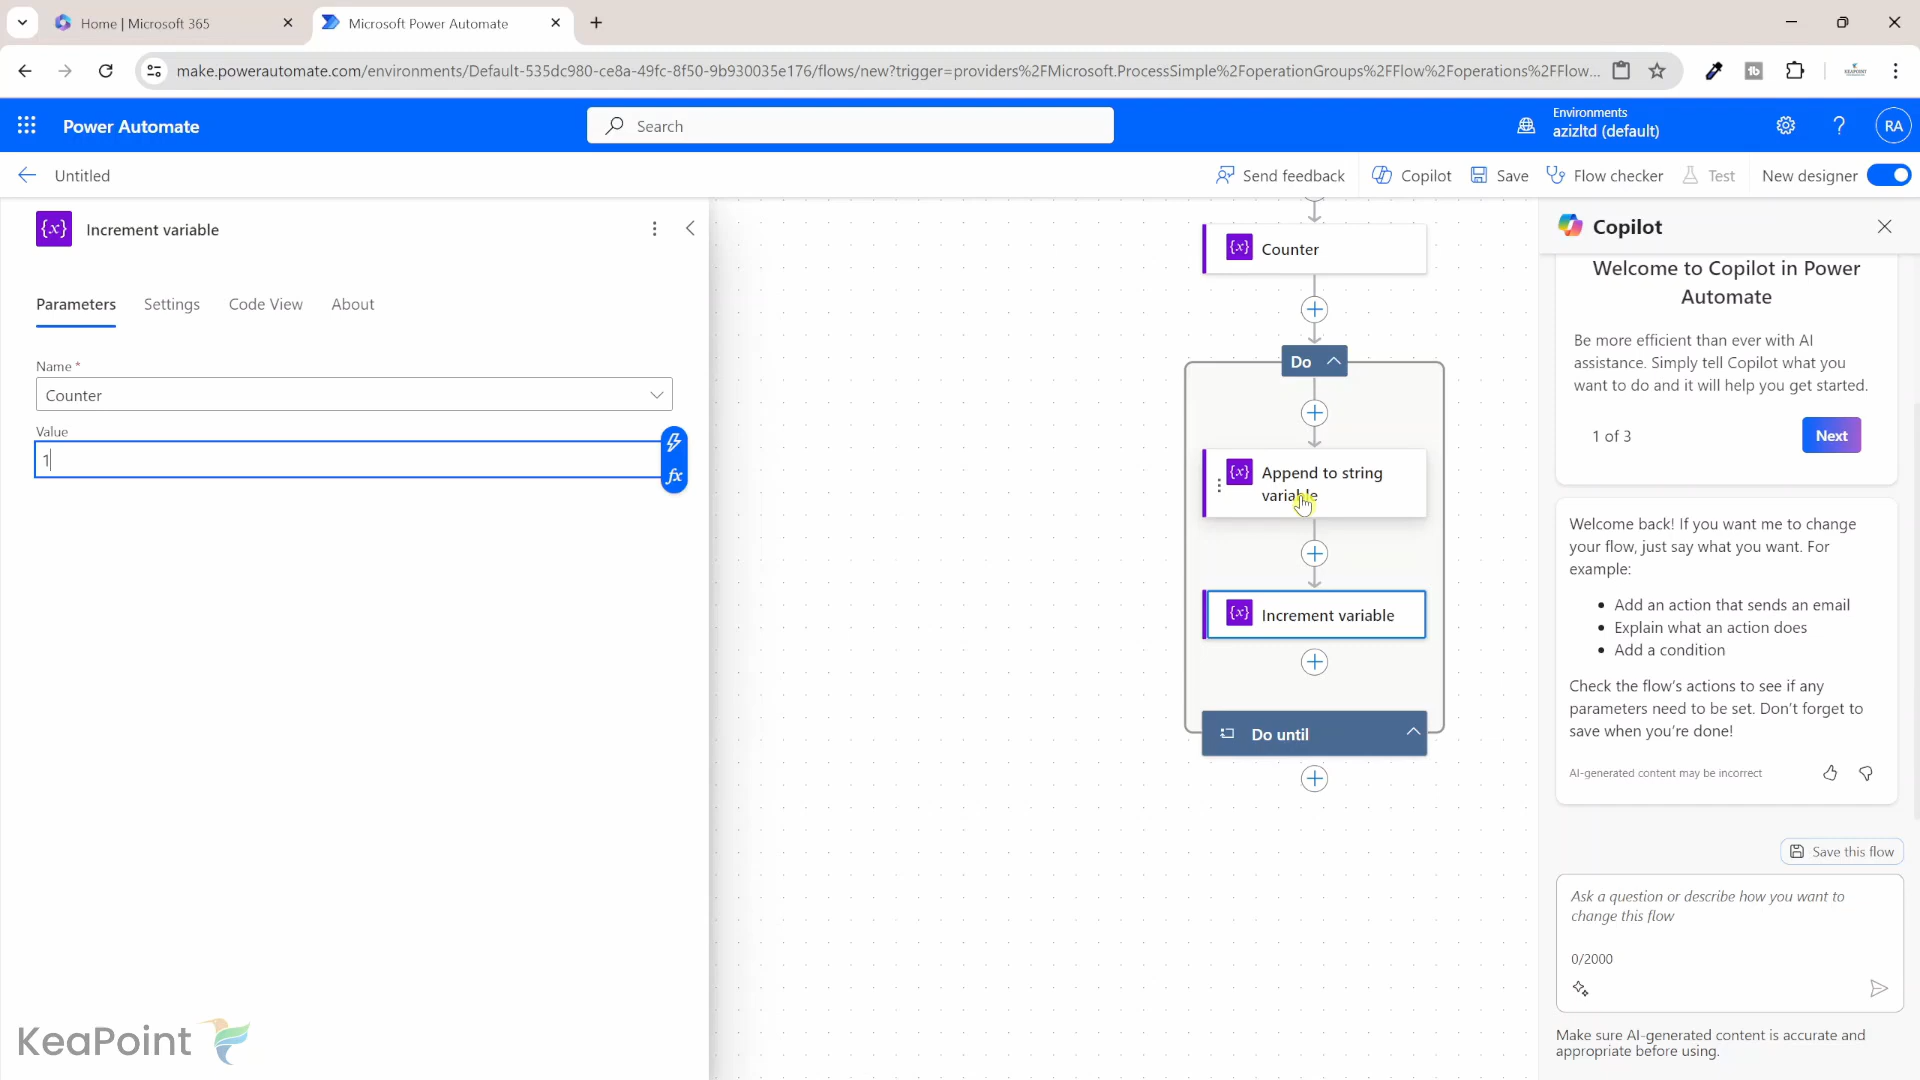 Home | Microsoft 365
Microsoft Power Automate
make.powerautomate.com/environments/Default-535dc980-ce8a-49fc-8f50-9b930035e176/flows/new?trigger=providers%2FMicrosoft.ProcessSimple%2FoperationGroups%2FFlow%2Foperations%2FFlow...
Power Automate
Search
Environments
azizltd (default)
RA
Untitled
Send feedback
Copilot
Save
Flow checker
Test
New designer
{x} Increment variable
Parameters
Settings
Code View
About
Name *
Counter
Value
1
fx
{x} Counter
Do
{x} Append to string
variable
{x} Increment variable
Do until
Copilot
Welcome to Copilot in Power
Automate
Be more efficient than ever with AI
assistance. Simply tell Copilot what you
want to do and it will help you get started.
1 of 3
Next
Welcome back! If you want me to change
your flow, just say what you want. For
example:
• Add an action that sends an email
• Explain what an action does
• Add a condition
Check the flow's actions to see if any
parameters need to be set. Don't forget to
save when you're done!
AI-generated content may be incorrect
Save this flow
Ask a question or describe how you want to
change this flow
0/2000
Make sure AI-generated content is accurate and
appropriate before using.
KeaPoint